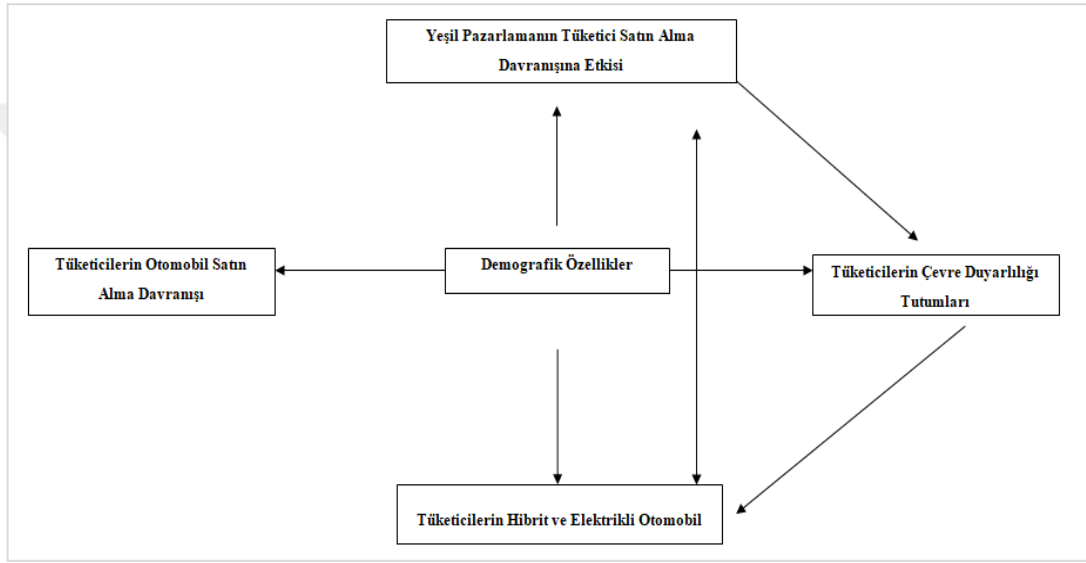 Yeşil Pazarlamanın Tüketici Satın Alma
Davranışına Etkisi
Tüketicilerin Otomobil Satın
Alma Davranışı
Demografik Özellikler
Tüketicilerin Çevre Duyarlılığı
Tutumları
Tüketicilerin Hibrit ve Elektrikli Otomobil